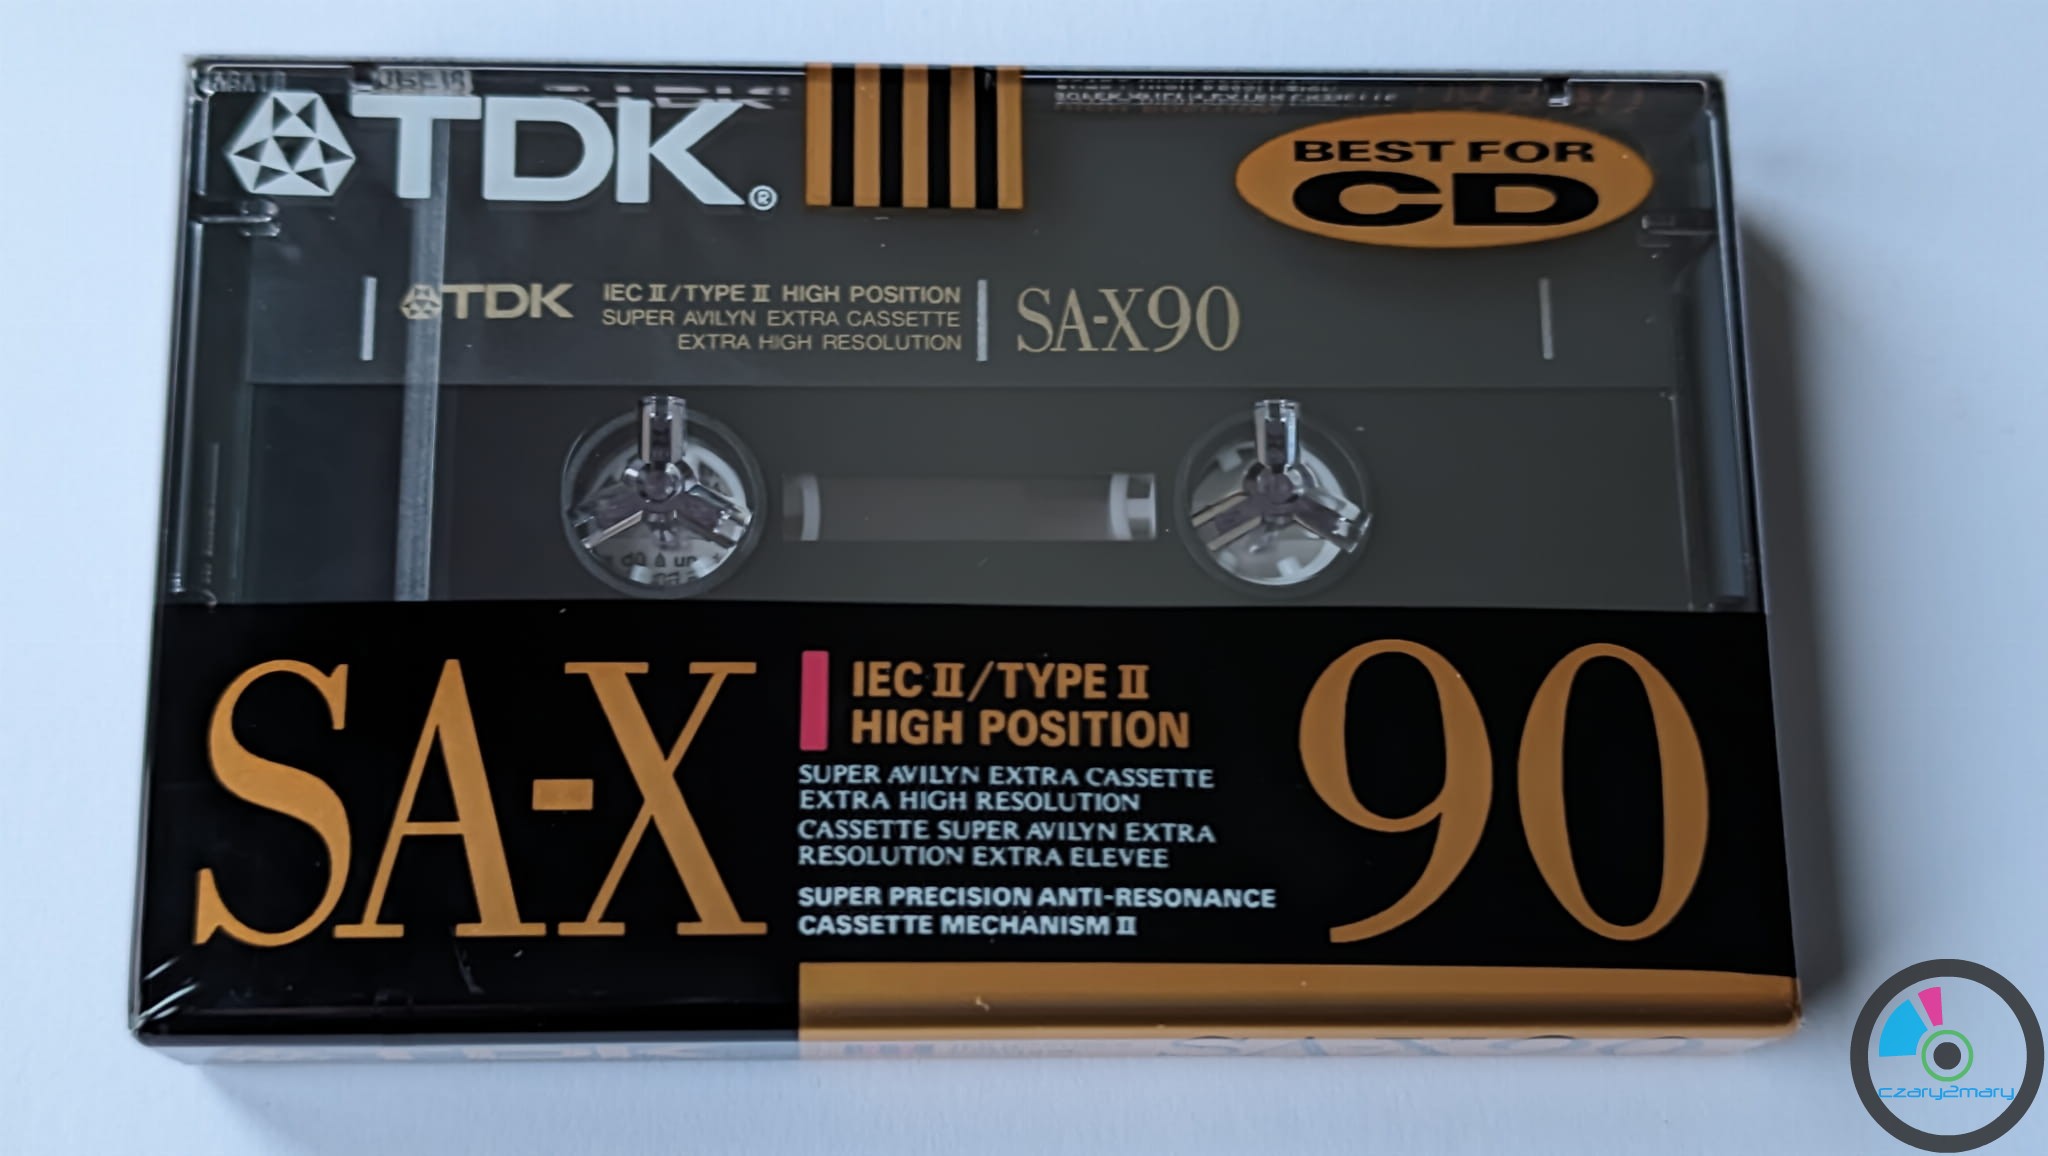 TDK®
BEST FOR
CD
TDK
IEC II/TYPE II HIGH POSITION
SUPER AVILYN EXTRA CASSETTE
EXTRA HIGH RESOLUTION
SA-X90
dû à un
SA-X
IEC II/TYPE II
HIGH POSITION
SUPER AVILYN EXTRA CASSETTE
EXTRA HIGH RESOLUTION
CASSETTE SUPER AVILYN EXTRA
RESOLUTION EXTRA ELEVEE
SUPER PRECISION ANTI-RESONANCE
CASSETTE MECHANISM II
90
czary2mary